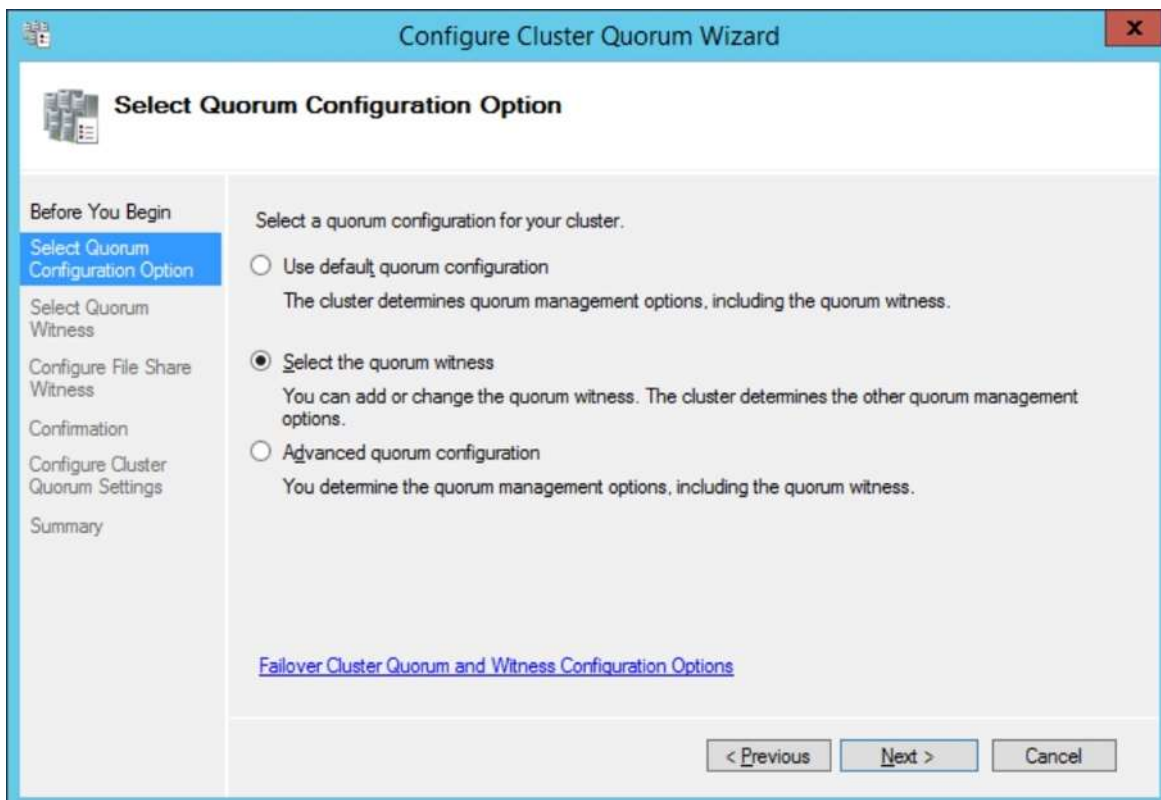 Configure Cluster Quorum Wizard
x
Select Quorum Configuration Option
Before You Begin
Select Quorum
Configuration Option
Select Quorum
Witness
Configure File Share
Witness
Confirmation
Configure Cluster
Quorum Settings
Summary
Select a quorum configuration for your cluster.
Use default quorum configuration
The cluster determines quorum management options, including the quorum witness.
Select the quorum witness
You can add or change the quorum witness. The cluster determines the other quorum management
options.
Advanced quorum configuration
You determine the quorum management options, including the quorum witness.
Failover Cluster Quorum and Witness Configuration Options
< Previous
Next >
Cancel